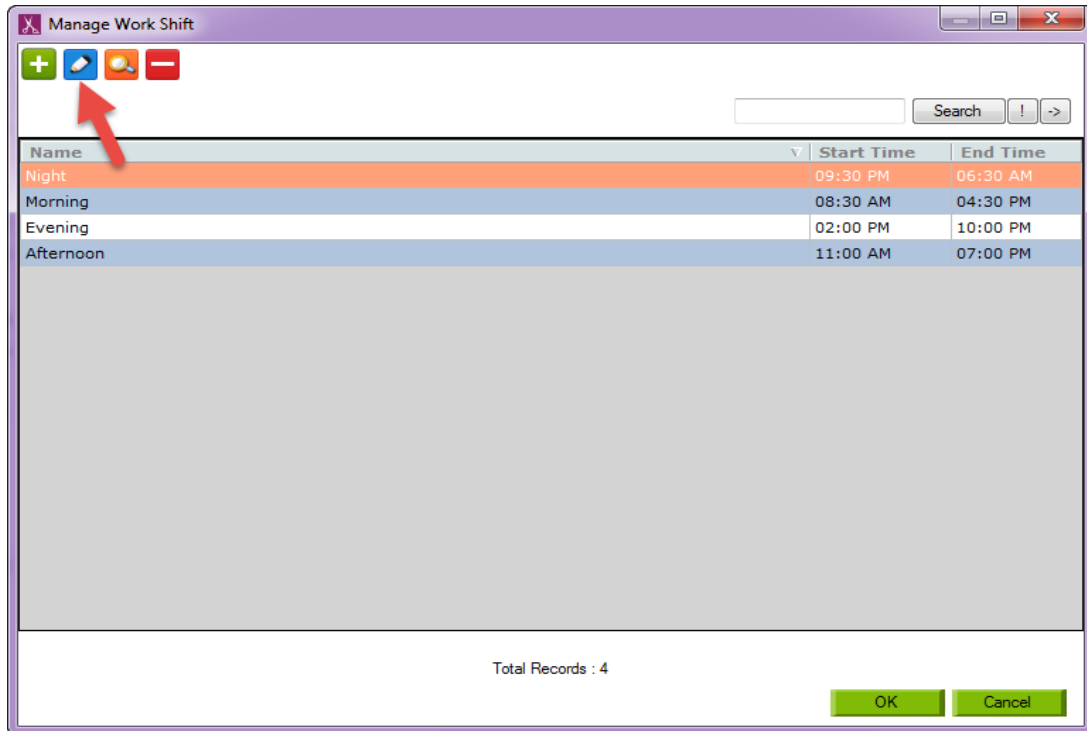 Manage Work Shift
Search ! ->
Name Start Time End Time
Night 09:30 PM 06:30 AM
Morning 08:30 AM 04:30 PM
Evening 02:00 PM 10:00 PM
Afternoon 11:00 AM 07:00 PM
Total Records : 4
OK Cancel